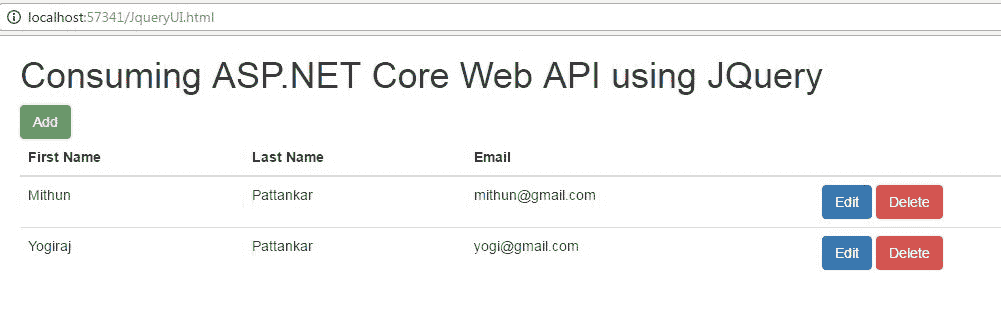 localhost:57341/JqueryUI.html
Consuming ASP.NET Core Web API using JQuery
Add
First Name Last Name Email
Mithun Pattankar mithun@gmail.com Edit Delete
Yogiraj Pattankar yogi@gmail.com Edit Delete